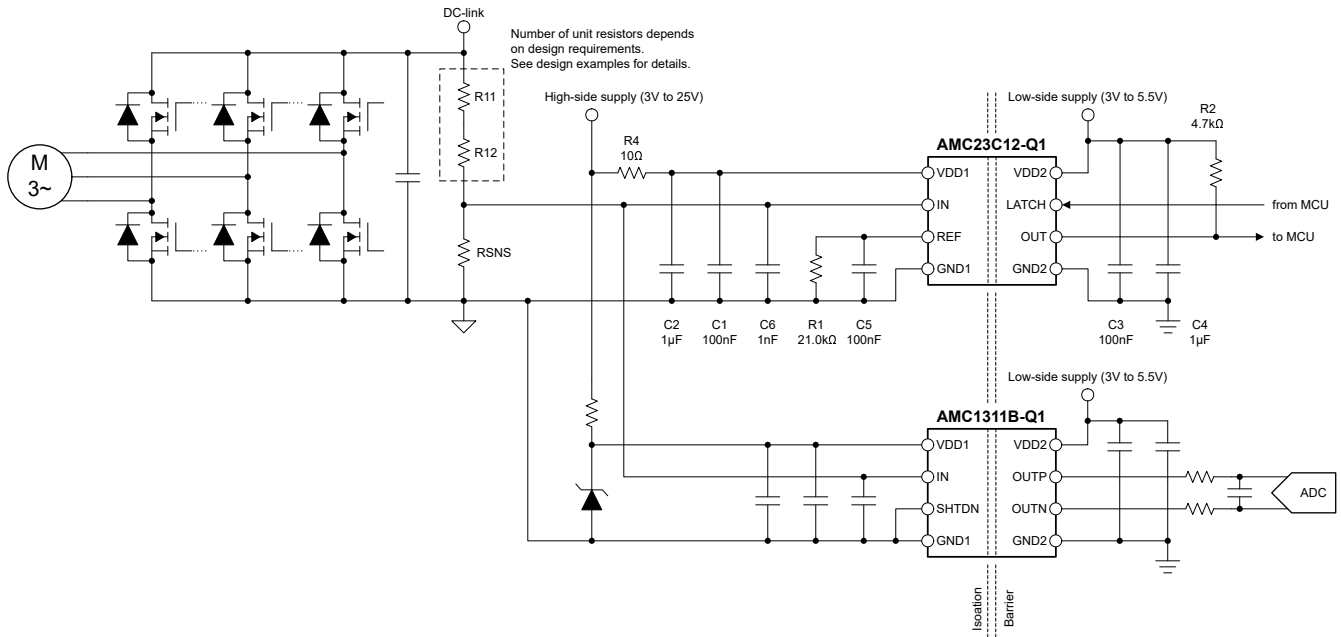 DC-link
Number of unit resistors depends
on design requirements.
See design examples for details.
R11
R12
RSNS
M
3~
High-side supply (3V to 25V)
R4
10Ω
Low-side supply (3V to 5.5V)
R2
4.7kΩ
AMC23C12-Q1
VDD1
VDD2
IN
LATCH
from MCU
REF
OUT
to MCU
GND1
GND2
C2
1µF
C1
100nF
C6
1nF
R1
21.0kΩ
C5
100nF
C3
100nF
C4
1µF
Low-side supply (3V to 5.5V)
AMC1311B-Q1
VDD1
VDD2
IN
OUTP
SHTDN
OUTN
GND1
GND2
ADC
Isoation
Barrier